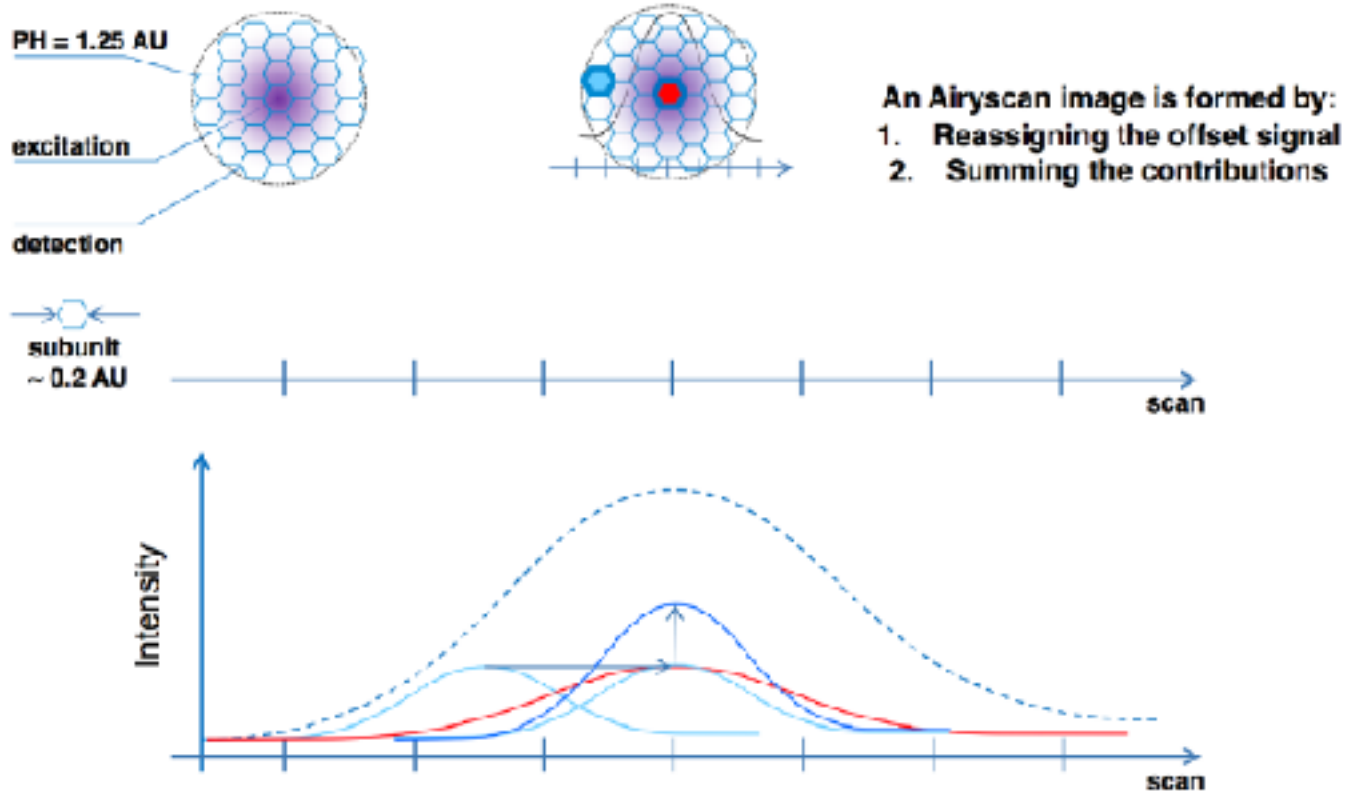 PH = 1.25 AU
excitation
detection
An Airyscan image is formed by:
1. Reassigning the offset signal
2. Summing the contributions
subunit
~ 0.2 AU
scan
Intensity
scan